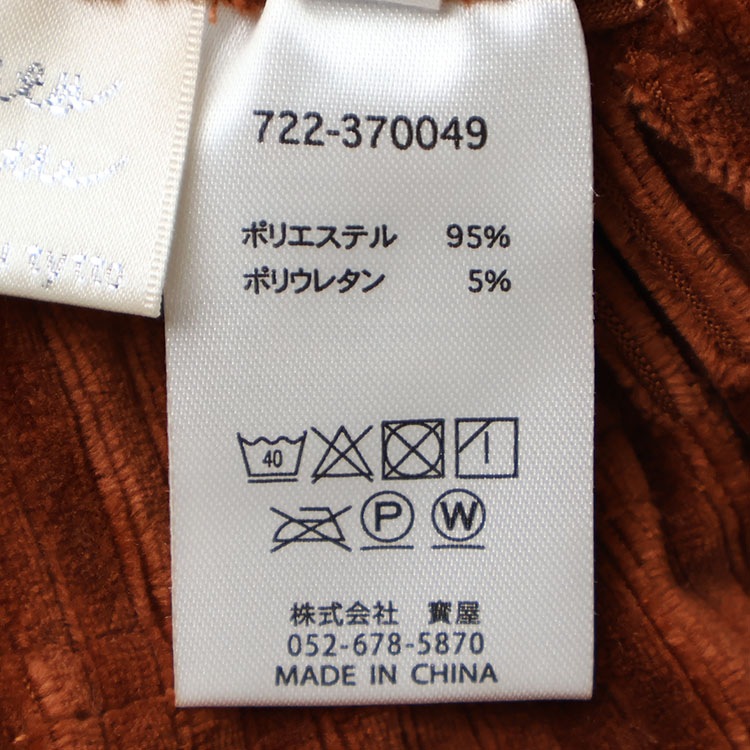 722-370049
ポリエステル 95%
ポリウレタン 5%
40
P W
株式会社 寳屋
052-678-5870
MADE IN CHINA